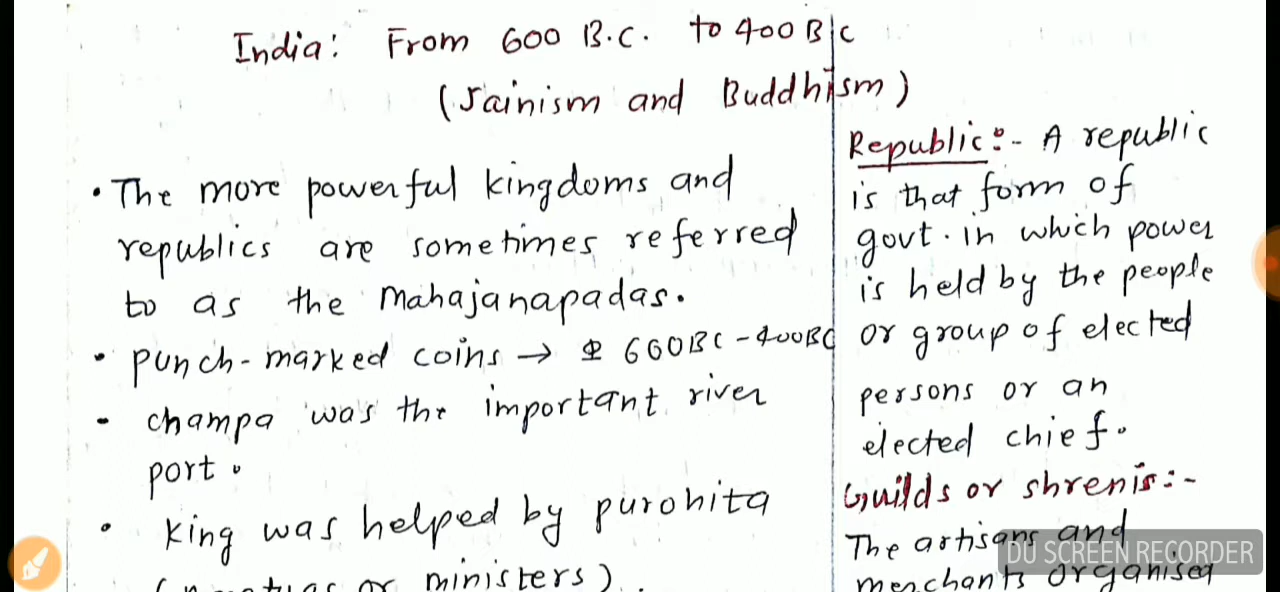 India: From 600 B.C. to 400 B/C
(Jainism and Buddhism)
• The more powerful kingdoms and
republics are sometimes referred
to as the Mahajanapadas.
• punch-marked coins → 600BC - 400BC
- champa was the important river
port.
• King was helped by purohita
ministers).
Republic:- A republic
is that form of
govt. in which power
is held by the people
or group of elected
persons or an
elected chief.
Guilds or shrenis:-
The artisans and
merchants organised
DU SCREEN RECORDER